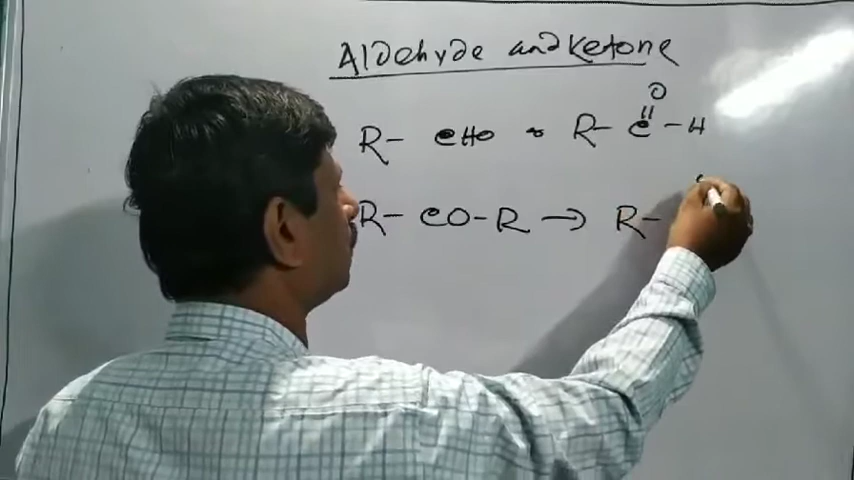 Aldehyde and Ketone
O
R- CHO or R- C -H
R- CO-R → R-